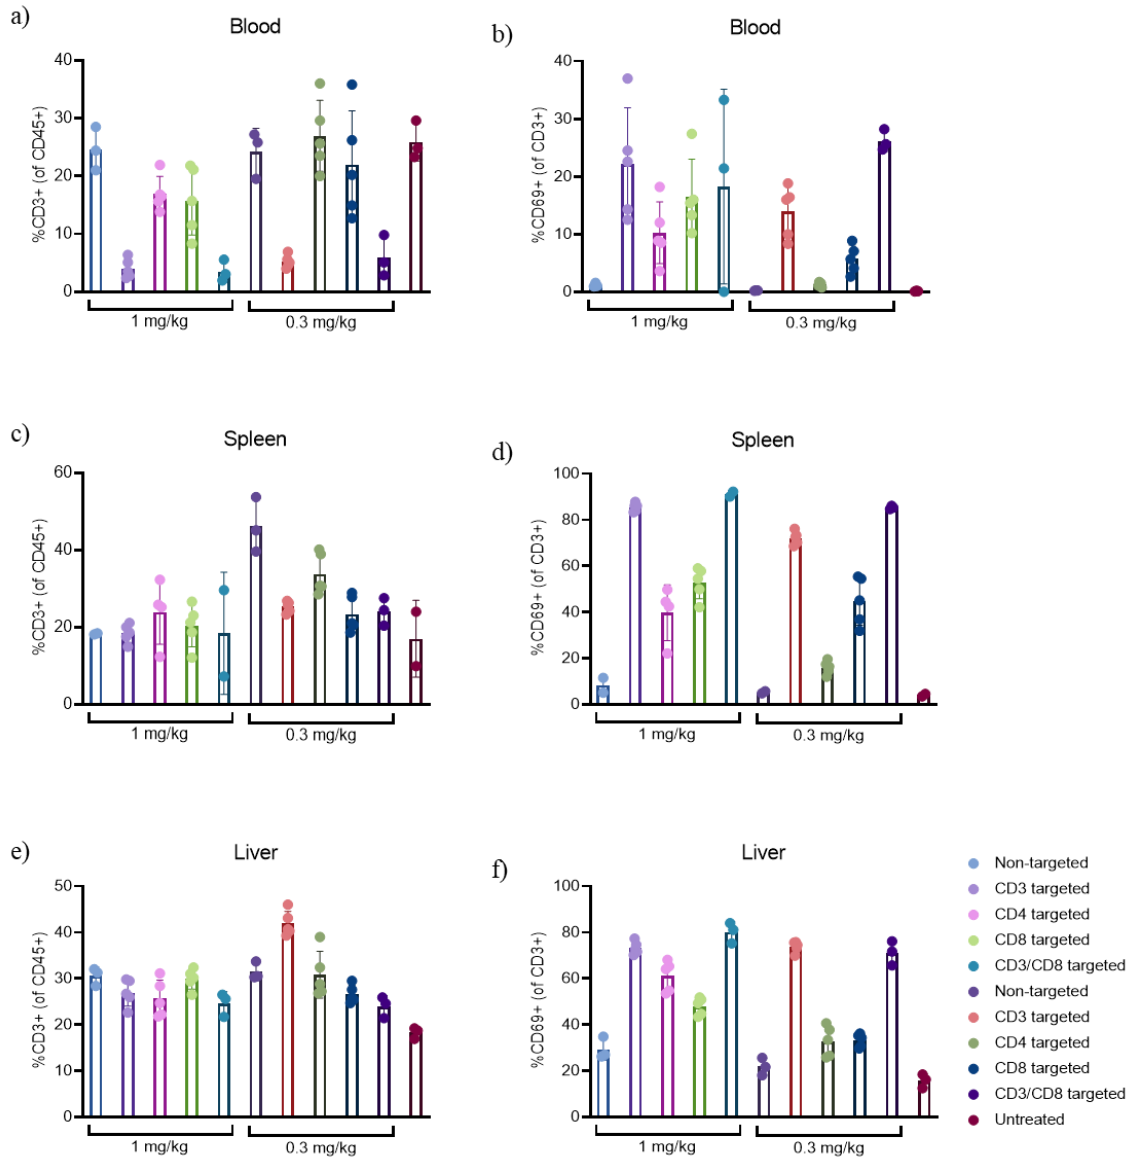 a)
Blood
%CD3+ (of CD45+)
40
30
20
10
0
1 mg/kg
0.3 mg/kg
b)
Blood
%CD69+ (of CD3+)
40
30
20
10
0
1 mg/kg
0.3 mg/kg
c)
Spleen
%CD3+ (of CD45+)
60
40
20
0
1 mg/kg
0.3 mg/kg
d)
Spleen
%CD69+ (of CD3+)
100
80
60
40
20
0
1 mg/kg
0.3 mg/kg
e)
Liver
%CD3+ (of CD45+)
50
40
30
20
10
0
1 mg/kg
0.3 mg/kg
f)
Liver
%CD69+ (of CD3+)
100
80
60
40
20
0
1 mg/kg
0.3 mg/kg
Non-targeted
CD3 targeted
CD4 targeted
CD8 targeted
CD3/CD8 targeted
Non-targeted
CD3 targeted
CD4 targeted
CD8 targeted
CD3/CD8 targeted
Untreated